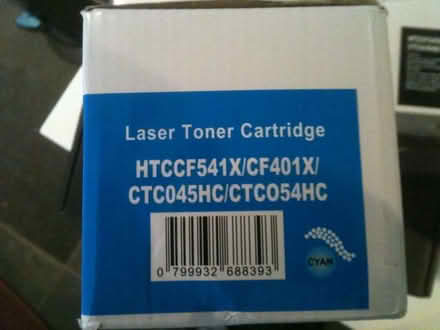 Laser Toner Cartridge
HTCCF541X/CF401X/
CTC045HC/CTCO54HC
0 799932 688393
CYAN